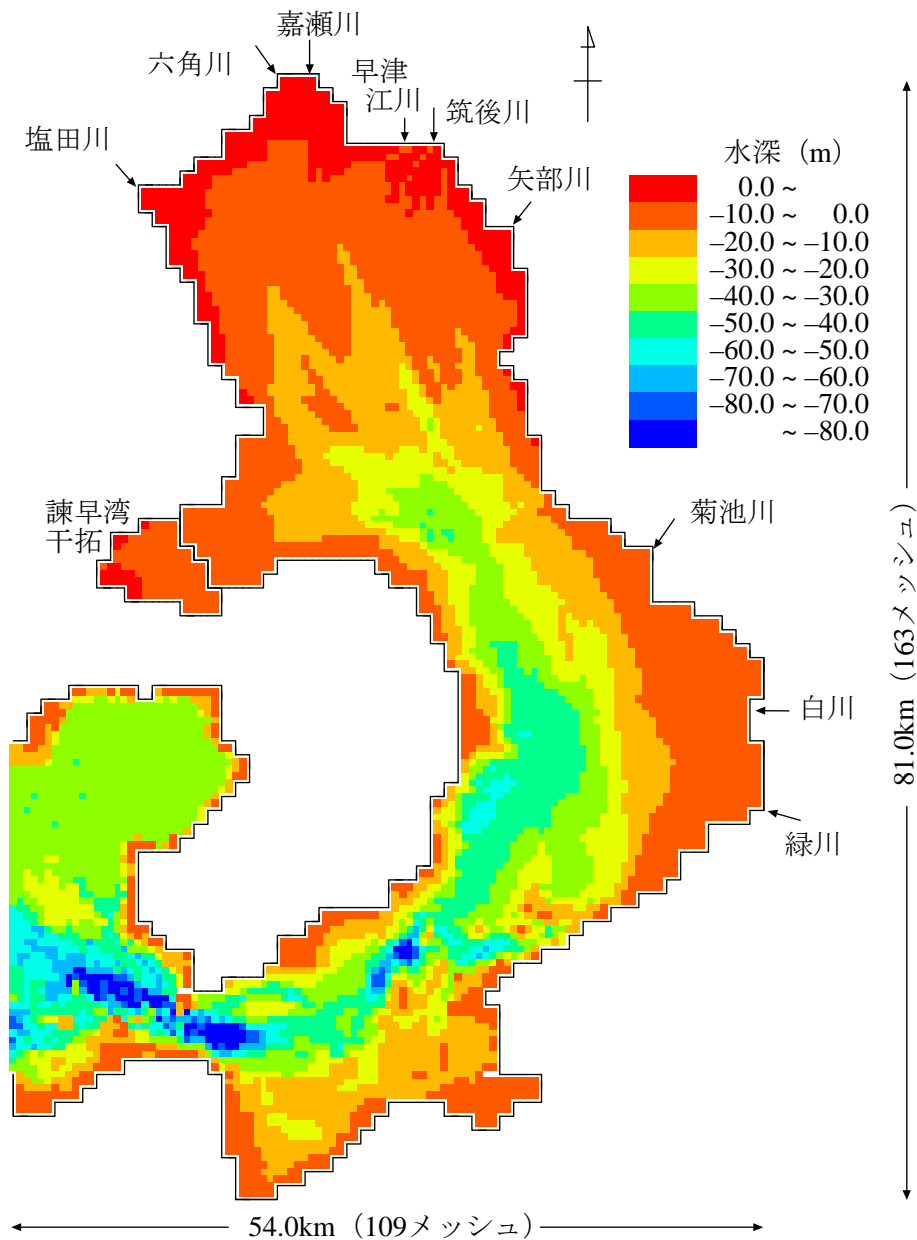 嘉瀬川
六角川
早津
江川
筑後川
塩田川
矢部川
水深（m）
0.0 ~
−10.0 ~ 0.0
−20.0 ~ −10.0
−30.0 ~ −20.0
−40.0 ~ −30.0
−50.0 ~ −40.0
−60.0 ~ −50.0
−70.0 ~ −60.0
−80.0 ~ −70.0
~ −80.0
諫早湾
干拓
菊池川
白川
緑川
81.0km（163メッシュ）
54.0km（109メッシュ）